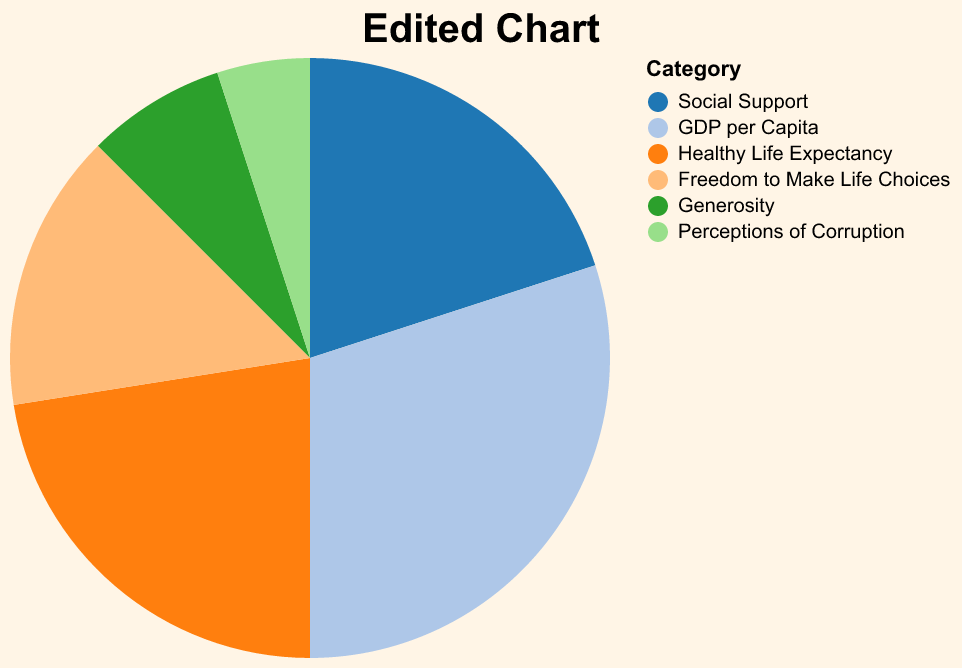 Edited Chart
Category
Social Support
GDP per Capita
Healthy Life Expectancy
Freedom to Make Life Choices
Generosity
Perceptions of Corruption